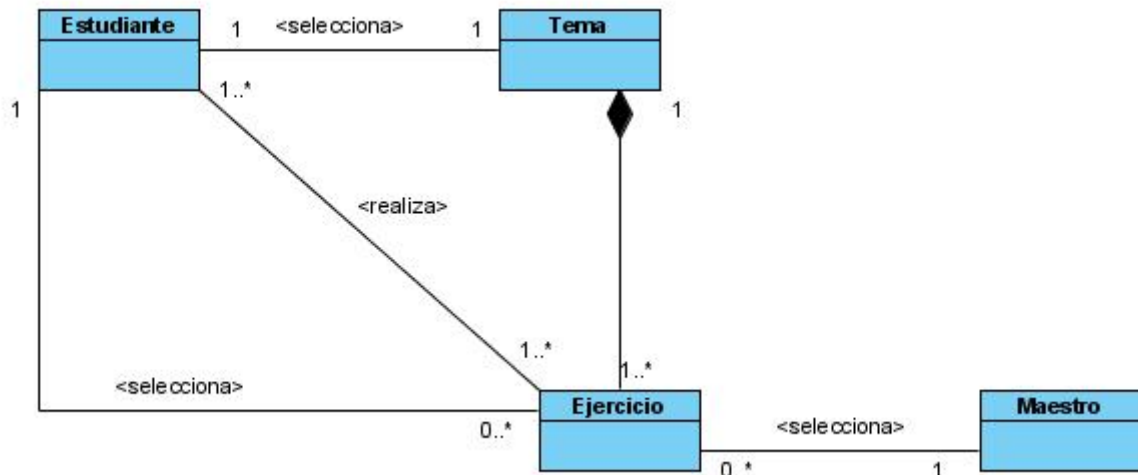 Estudiante
1
<selecciona>
1
Tema
1
1..*
1
<realiza>
1..*
1..*
<selecciona>
0..*
Ejercicio
<selecciona>
0..*
1
Maestro